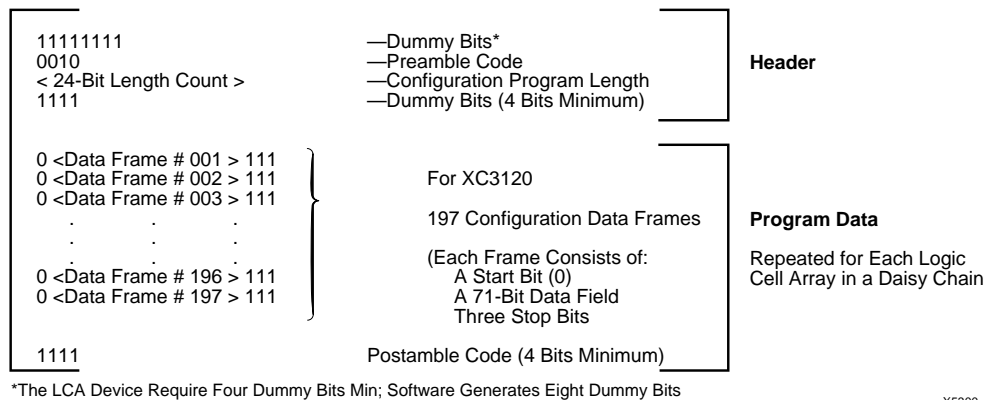 11111111 —Dummy Bits*
0010 —Preamble Code
< 24-Bit Length Count > —Configuration Program Length
1111 —Dummy Bits (4 Bits Minimum)
Header
0 <Data Frame # 001 > 111
0 <Data Frame # 002 > 111
0 <Data Frame # 003 > 111
. . .
. . .
. . .
0 <Data Frame # 196 > 111
0 <Data Frame # 197 > 111
For XC3120
197 Configuration Data Frames
(Each Frame Consists of:
A Start Bit (0)
A 71-Bit Data Field
Three Stop Bits
Program Data
Repeated for Each Logic
Cell Array in a Daisy Chain
1111 Postamble Code (4 Bits Minimum)
*The LCA Device Require Four Dummy Bits Min; Software Generates Eight Dummy Bits